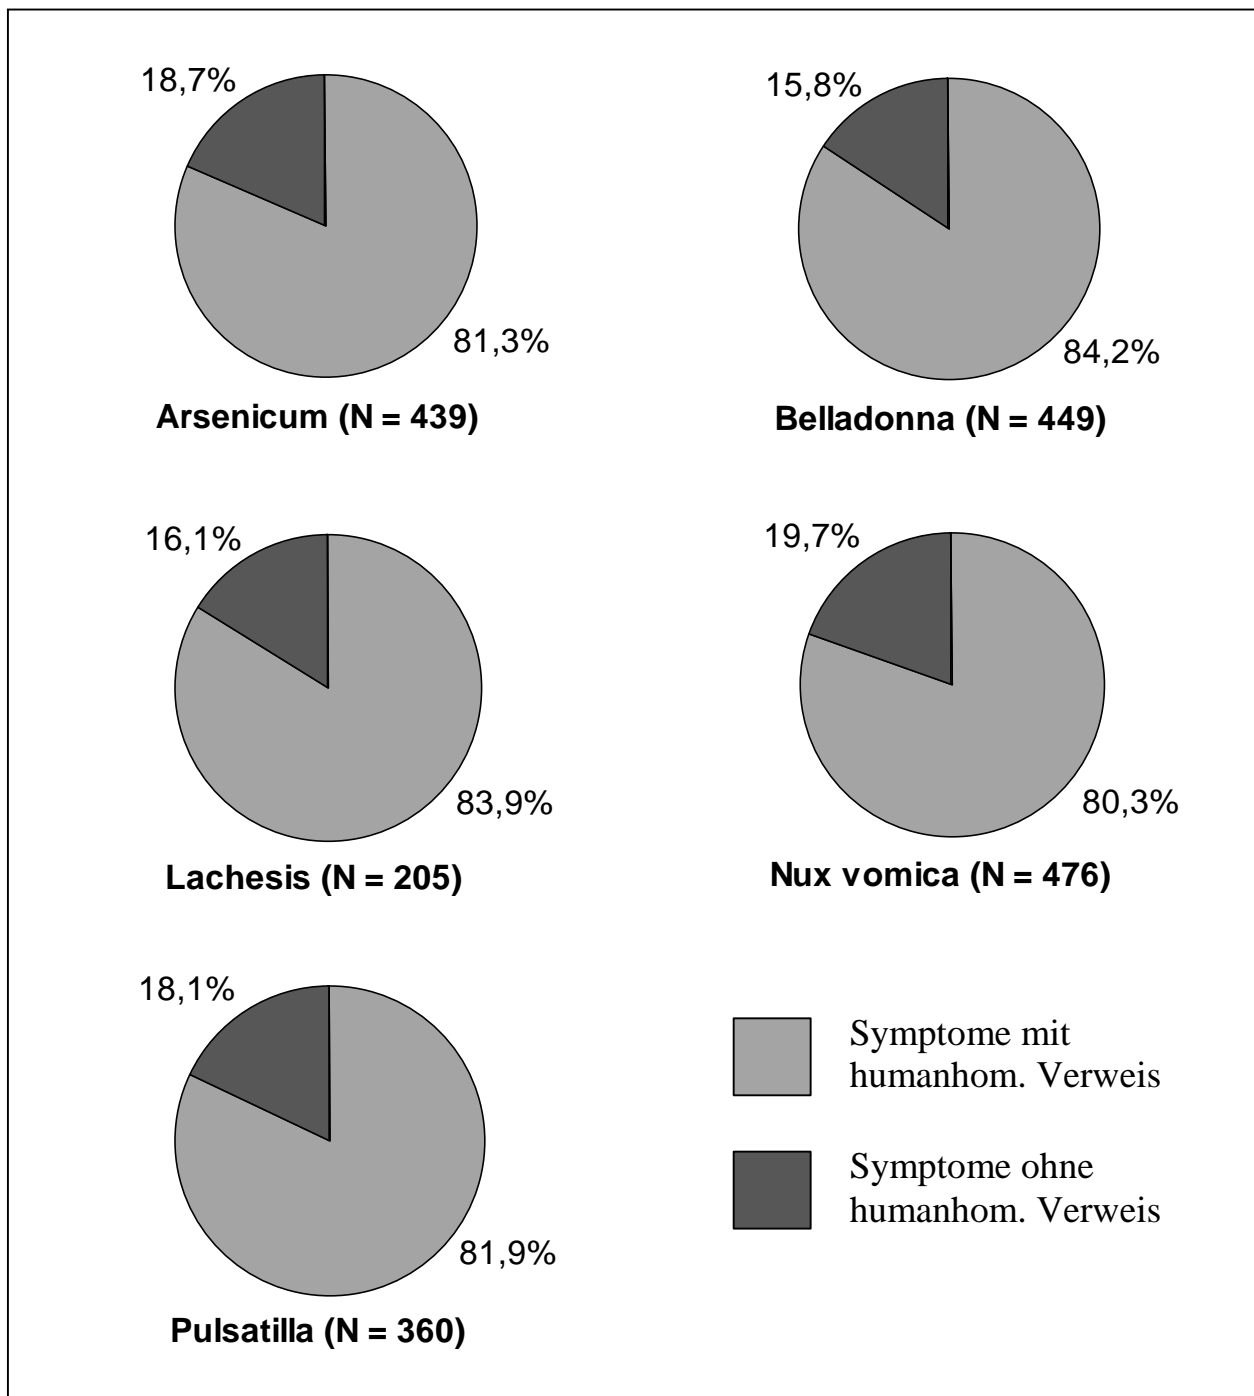 18,7%
81,3%
Arsenicum (N = 439)
15,8%
84,2%
Belladonna (N = 449)
16,1%
83,9%
Lachesis (N = 205)
19,7%
80,3%
Nux vomica (N = 476)
18,1%
81,9%
Pulsatilla (N = 360)
Symptome mit
humanhom. Verweis
Symptome ohne
humanhom. Verweis